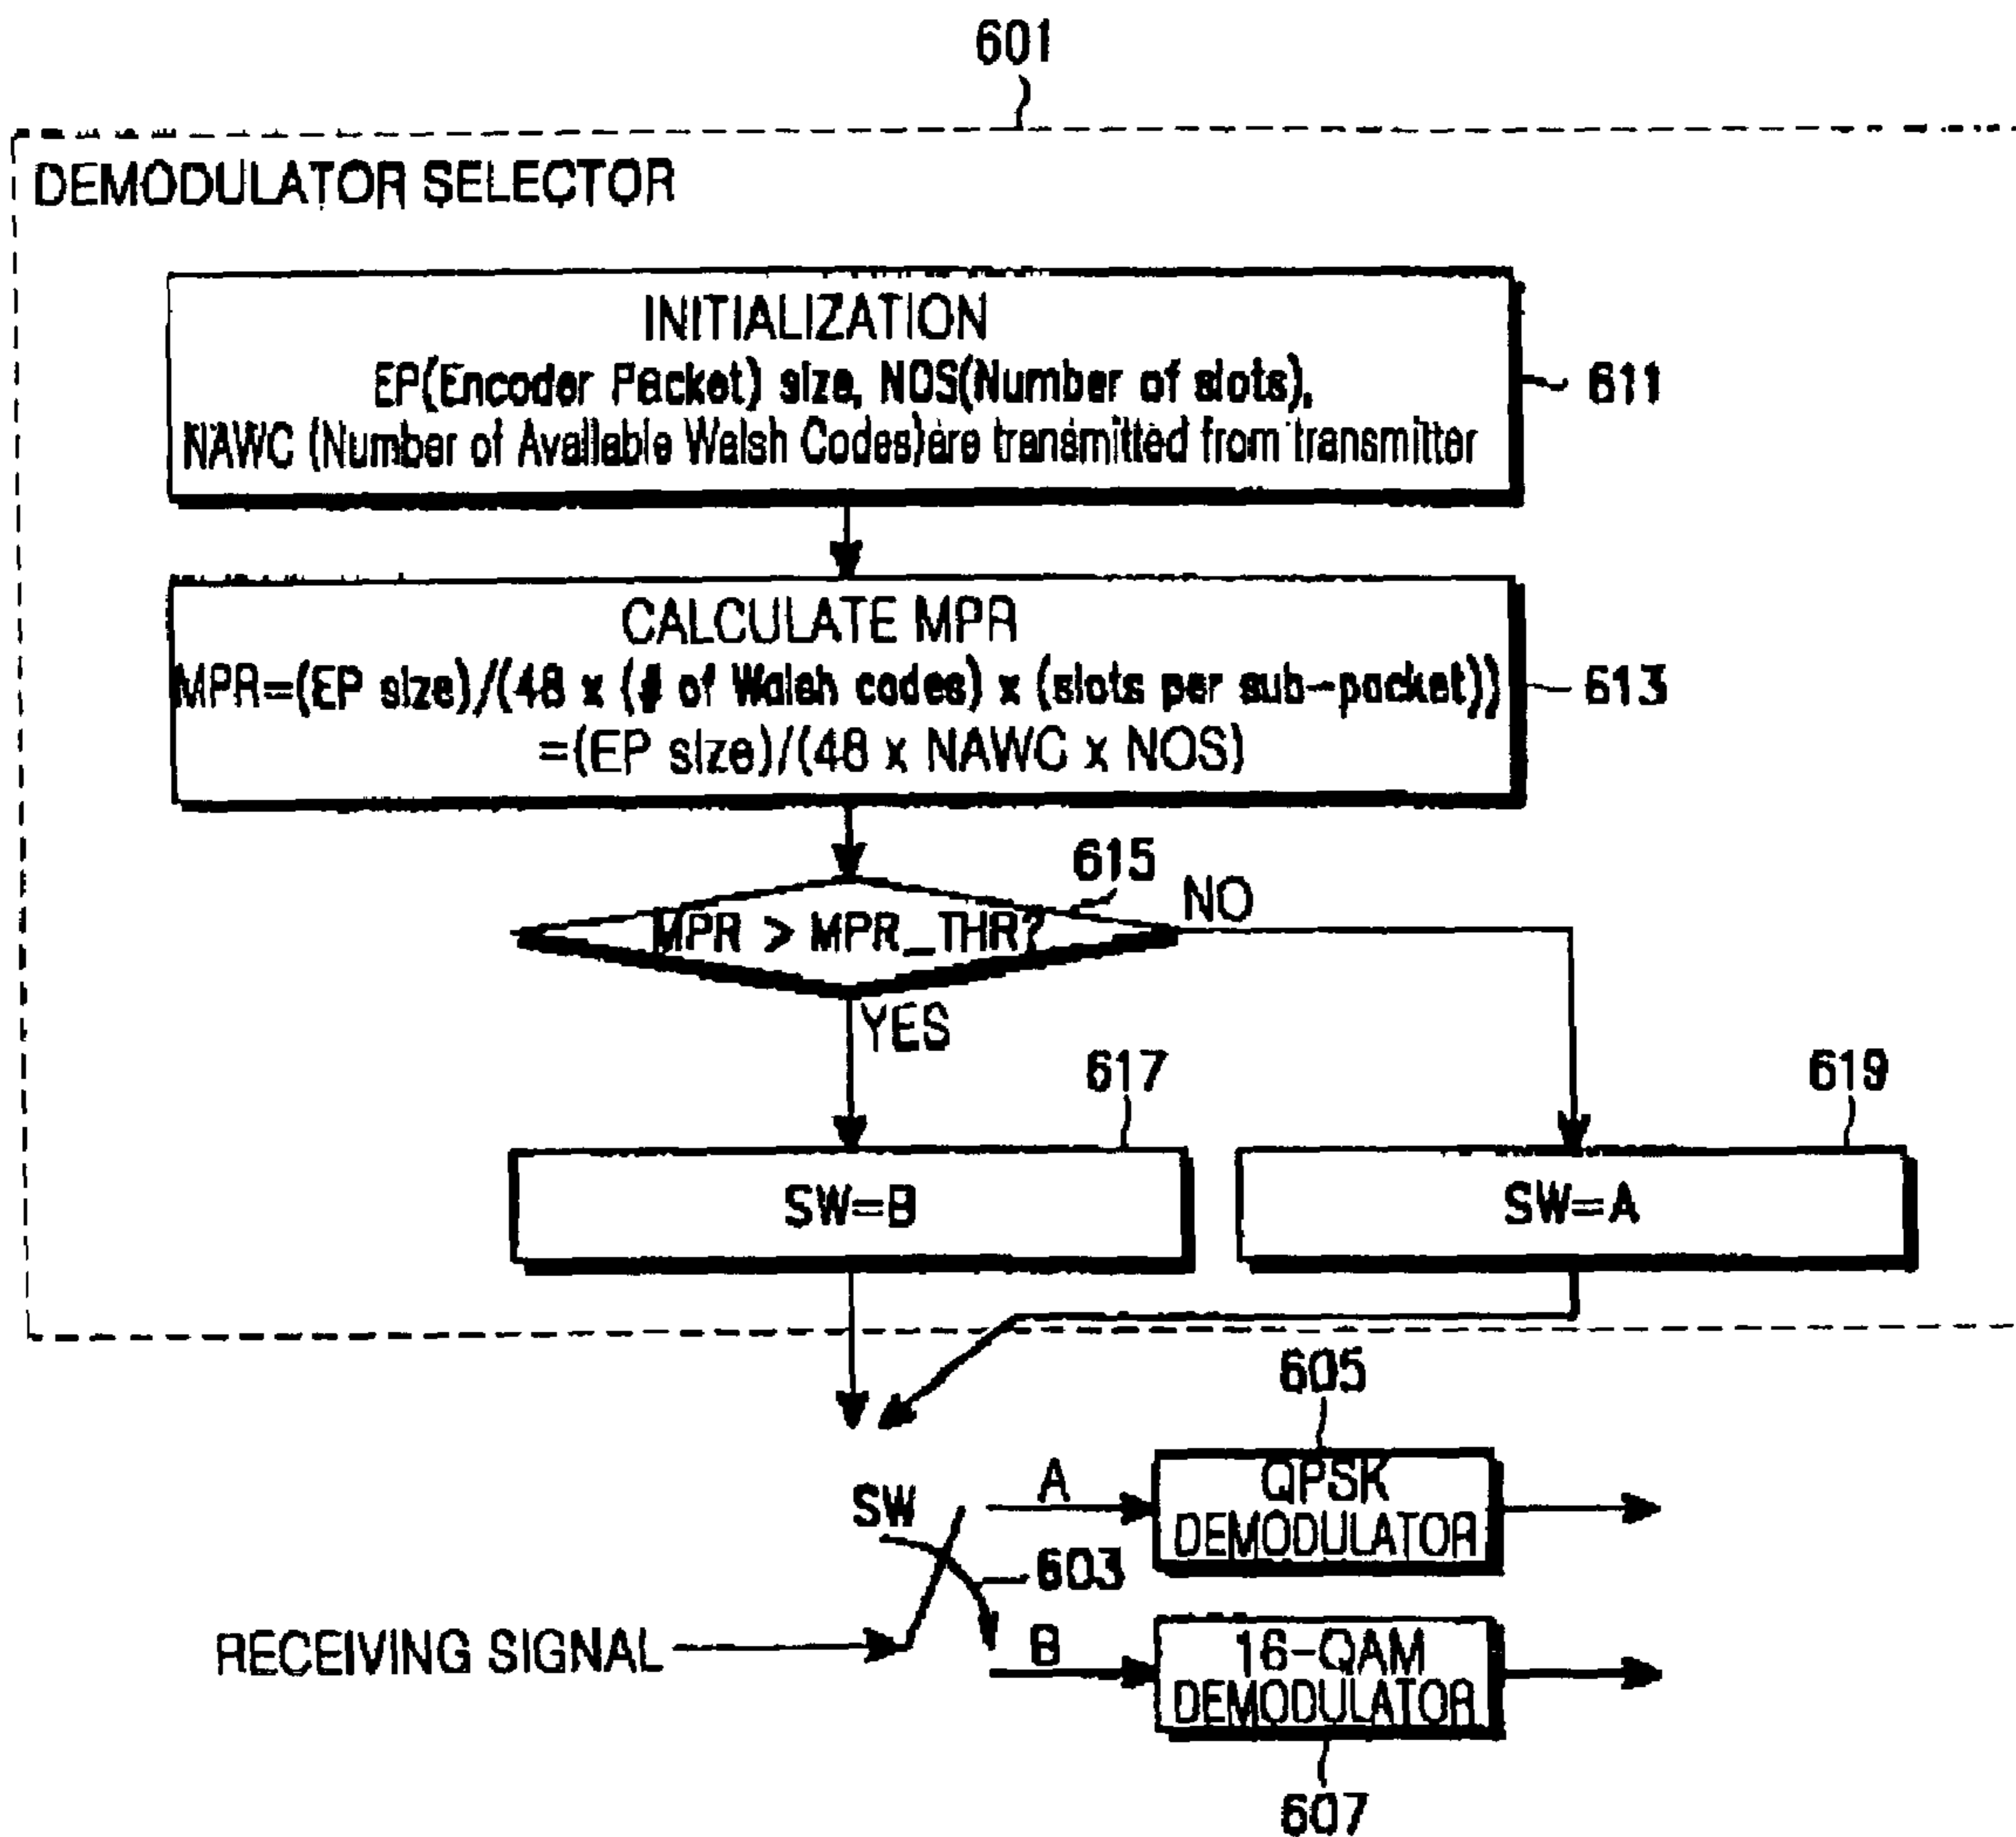 601
DEMODULATOR SELECTOR
INITIALIZATION
EP(Encoder Packet) size, NOS(Number of slots),
NAWC (Number of Available Walsh Codes)are transmitted from transmitter
611
CALCULATE MPR
MPR=(EP size)/(48 x (# of Walsh codes) x (slots per sub-packet))
=(EP size)/(48 x NAWC x NOS)
613
615
MPR > MPR_THR?
NO
YES
617
619
SW=B
SW=A
605
SW
A
QPSK
DEMODULATOR
603
RECEIVING SIGNAL
B
16-QAM
DEMODULATOR
607